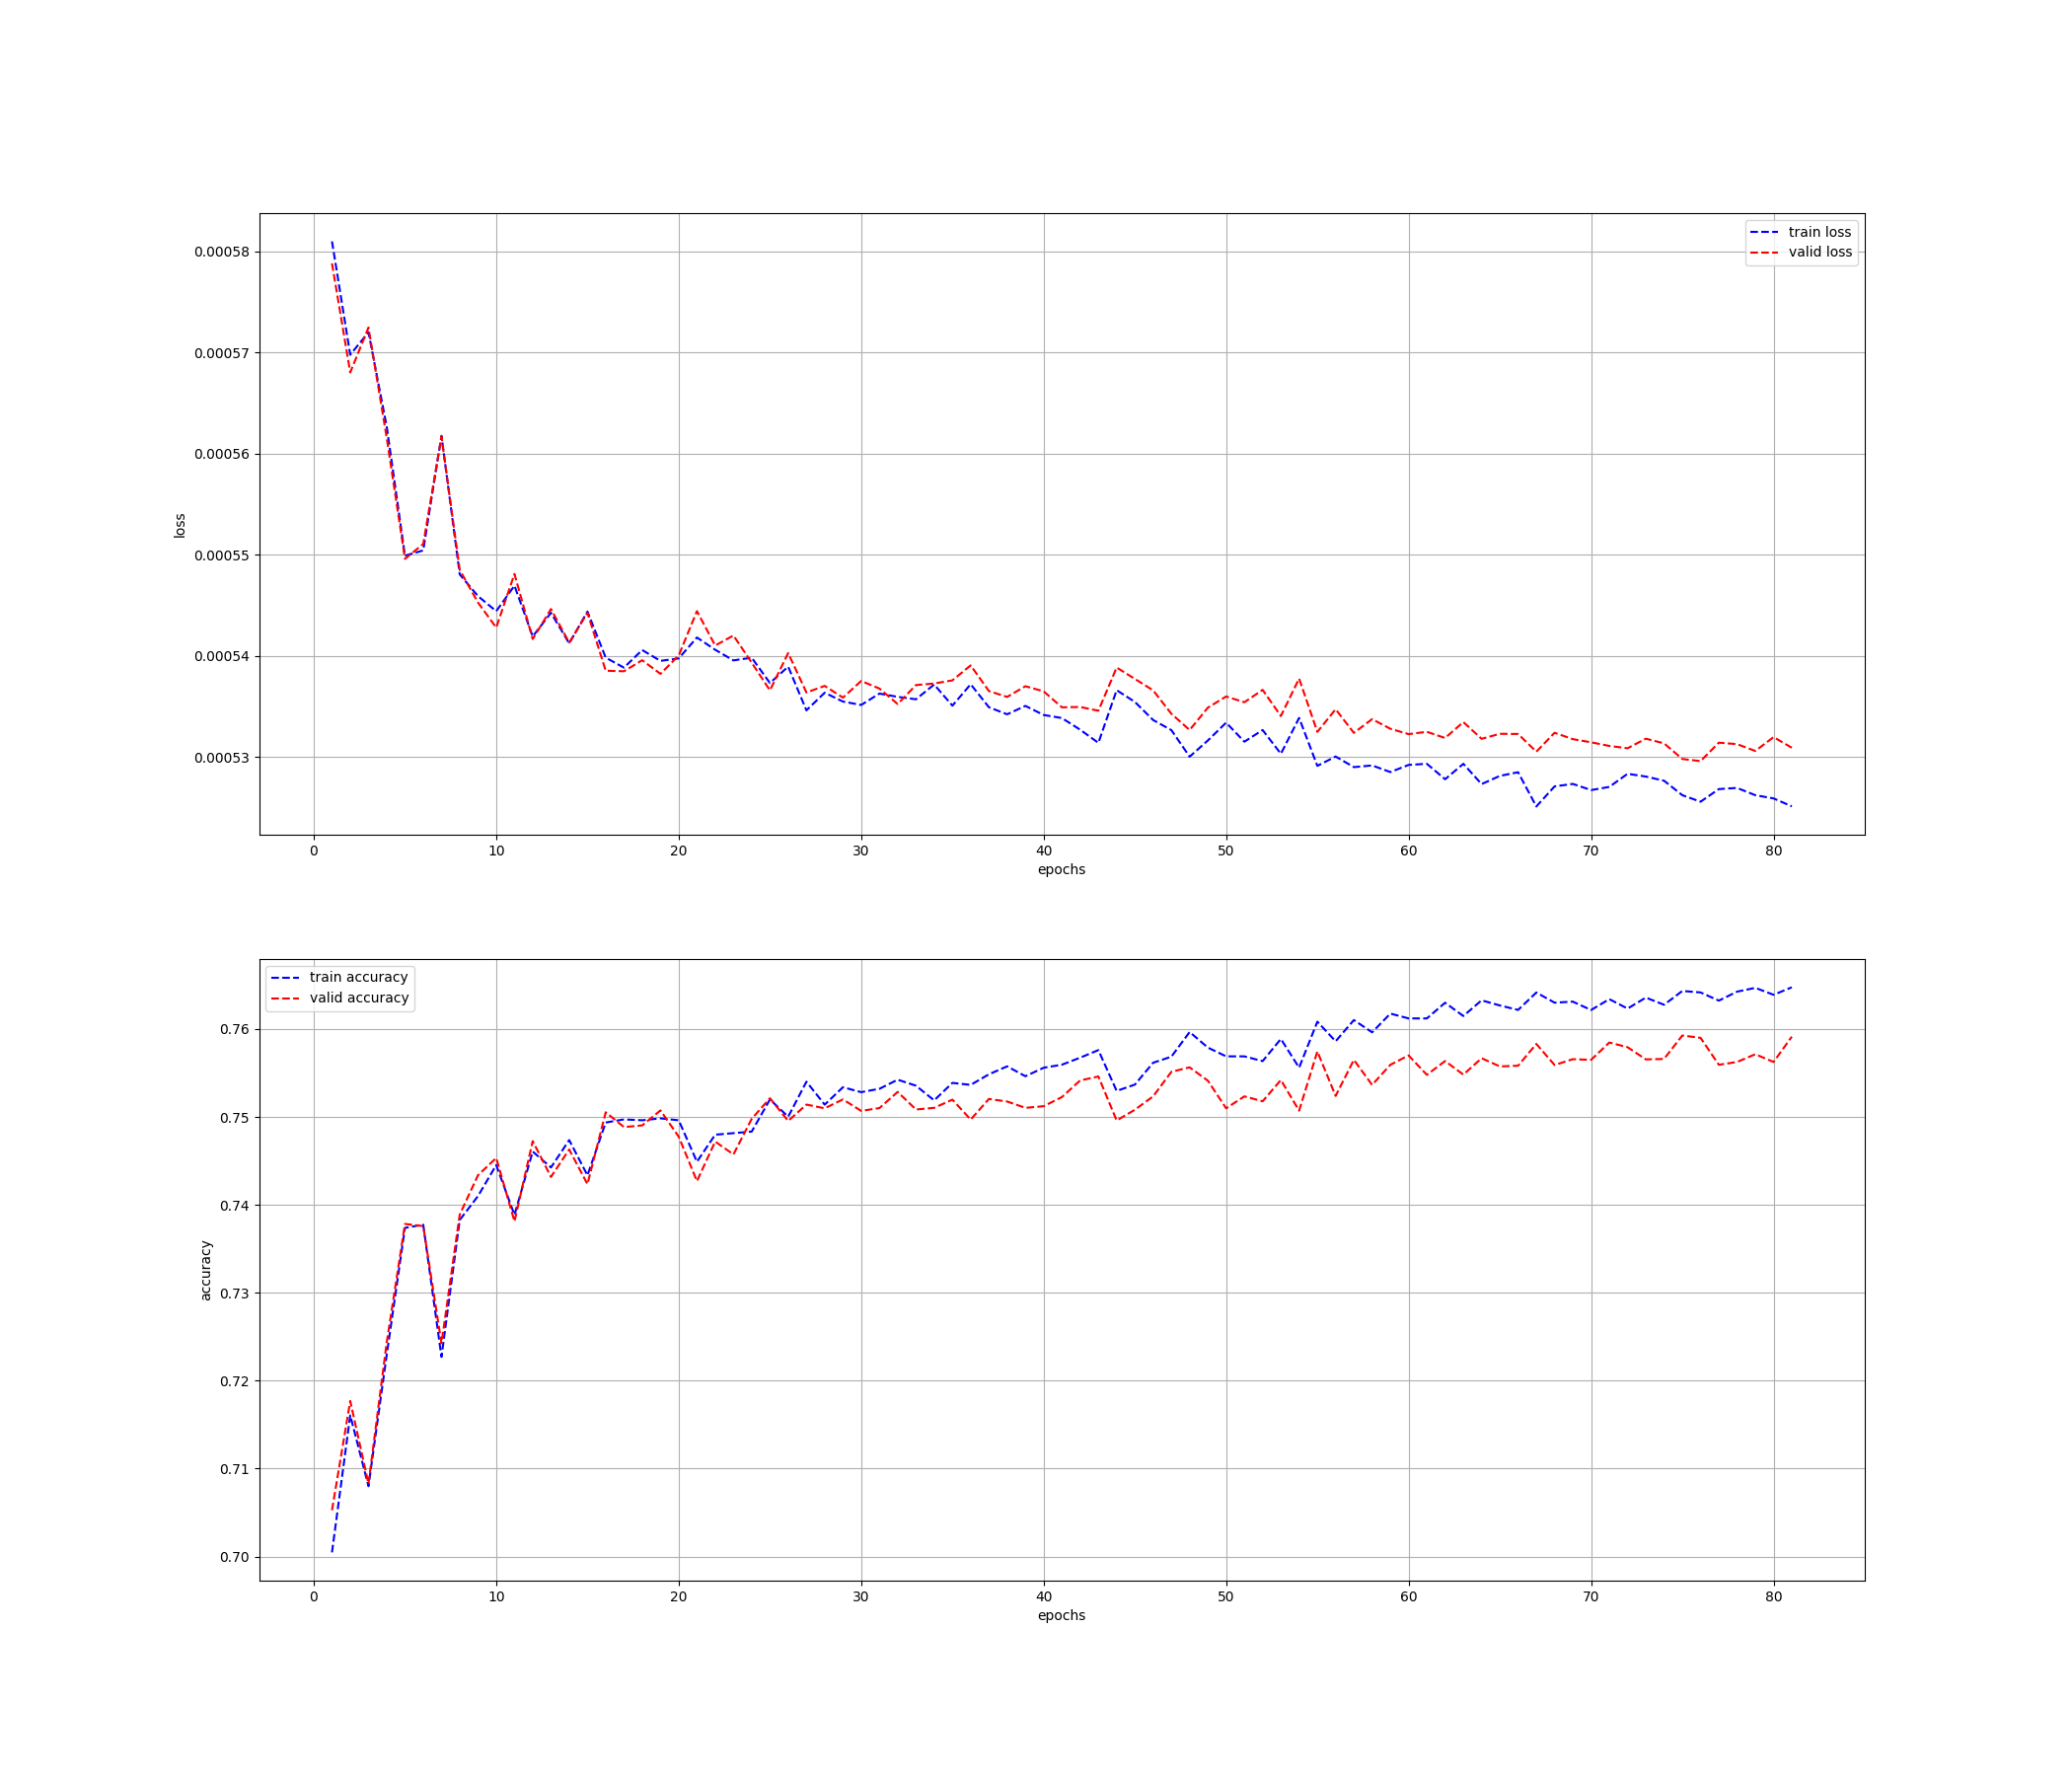 train loss
valid loss
0.00058
0.00057
0.00056
0.00055
0.00054
0.00053
loss
0 10 20 30 40 50 60 70 80
epochs
train accuracy
valid accuracy
0.76
0.75
0.74
0.73
0.72
0.71
0.70
accuracy
0 10 20 30 40 50 60 70 80
epochs